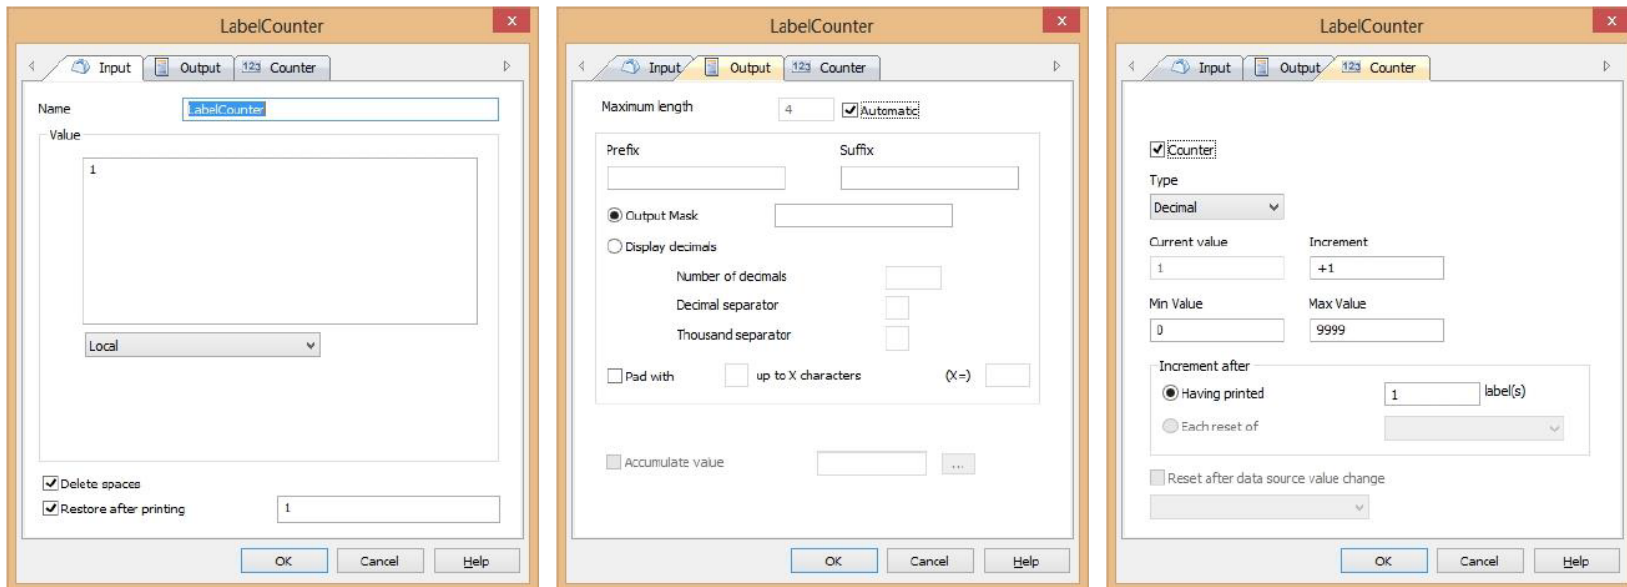 LabelCounter
x
Input Output 123 Counter
Name LabelCounter
Value
1
Local
Delete spaces
Restore after printing 1
OK Cancel Help
LabelCounter
x
Input Output 123 Counter
Maximum length 4 Automatic
Prefix Suffix
Output Mask
Display decimals
Number of decimals
Decimal separator
Thousand separator
Pad with up to X characters (X=)
Accumulate value ...
OK Cancel Help
LabelCounter
x
Input Output 123 Counter
Counter
Type
Decimal
Current value Increment
1 +1
Min Value Max Value
0 9999
Increment after
Having printed 1 label(s)
Each reset of
Reset after data source value change
OK Cancel Help